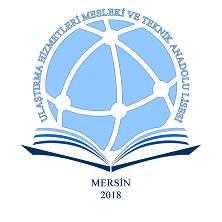 ULAŞTIRMA HİZMETLERİ MESLEKİ VE TEKNİK ANADOLU LİSESİ
MERSİN
2018